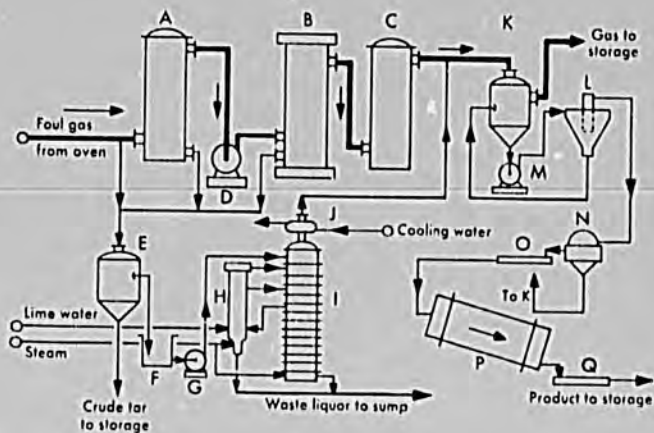 A
B
C
K
Gas to
storage
Foul gas
from oven
L
D
M
E
J
Cooling water
N
O
H
I
To K
Lime water
Steam
P
F
G
Q
Crude tar
to storage
Waste liquor to sump
Product to storage